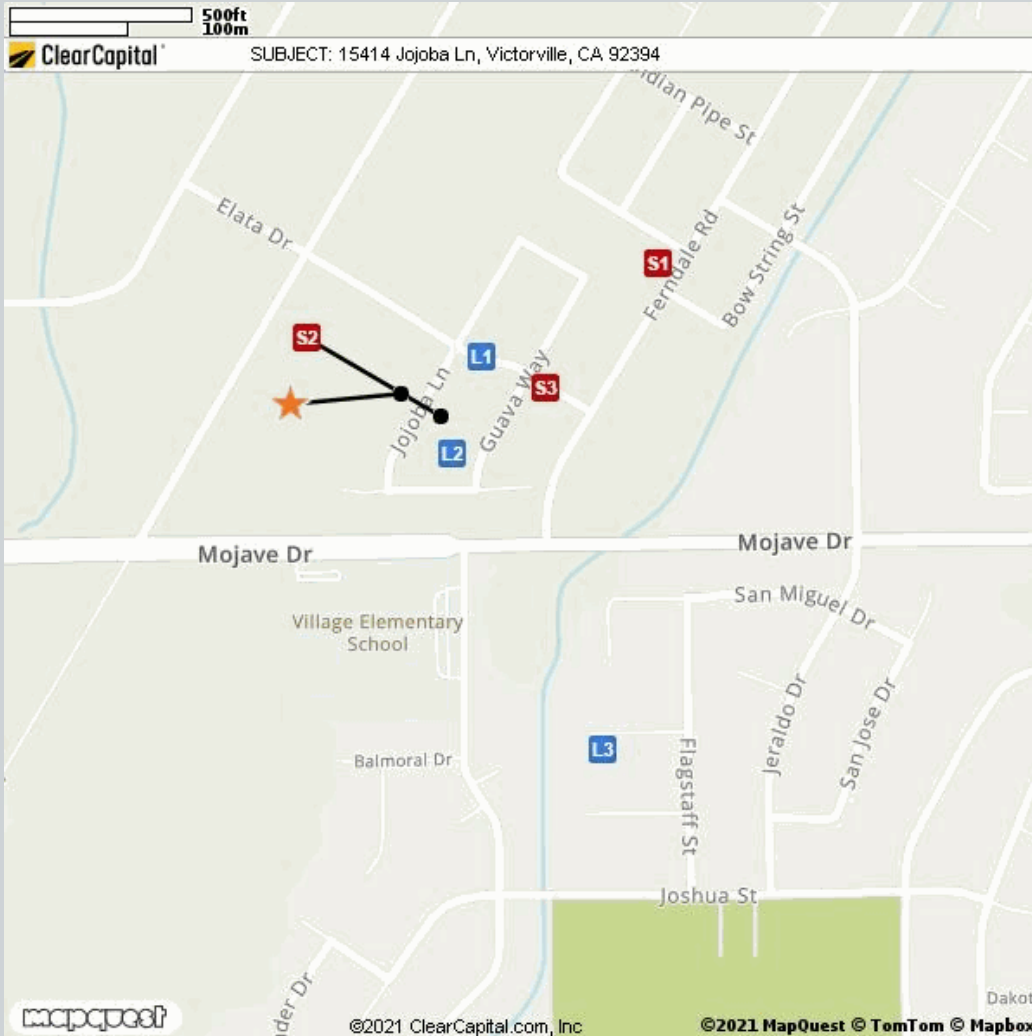 500ft
100m
ClearCapital
SUBJECT: 15414 Jojoba Ln, Victorville, CA 92394
Indian Pipe St
Elata Dr
Ferndale Rd
Bow String St
S1
S2
L1
S3
Jojoba Ln
Guava Way
L2
Mojave Dr
Mojave Dr
San Miguel Dr
Village Elementary
School
Jeraldo Dr
San Jose Dr
L3
Flagstaff St
Balmoral Dr
Joshua St
der Dr
Dakot
mapquest
©2021 ClearCapital.com, Inc
©2021 MapQuest © TomTom © Mapbox